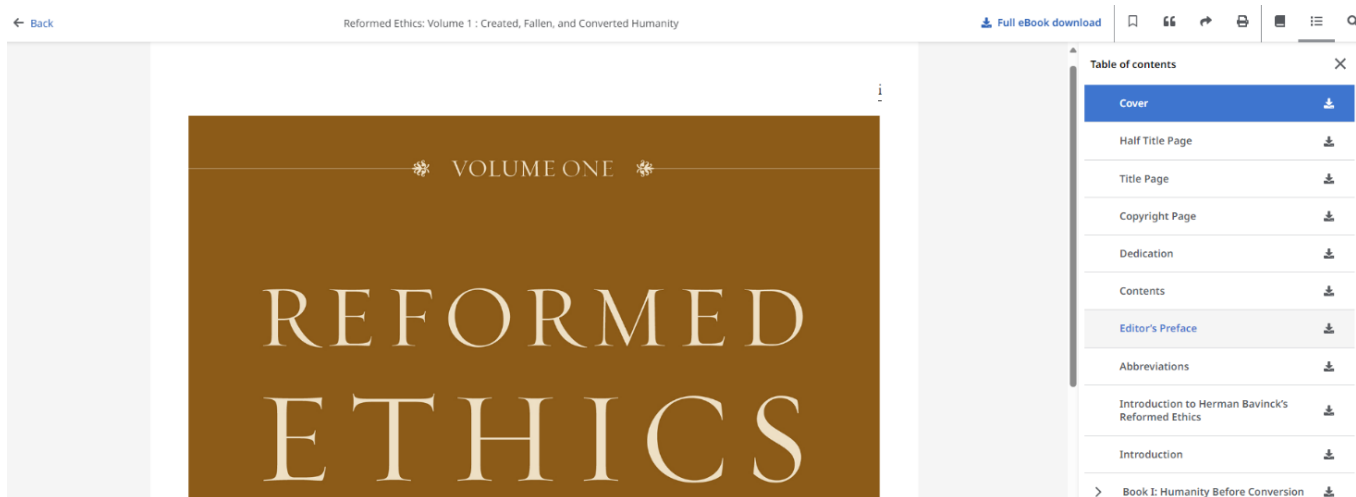 Back
Reformed Ethics: Volume 1 : Created, Fallen, and Converted Humanity
Full eBook download
i
VOLUME ONE
REFORMED
ETHICS
Table of contents
Cover
Half Title Page
Title Page
Copyright Page
Dedication
Contents
Editor's Preface
Abbreviations
Introduction to Herman Bavinck's
Reformed Ethics
Introduction
Book I: Humanity Before Conversion